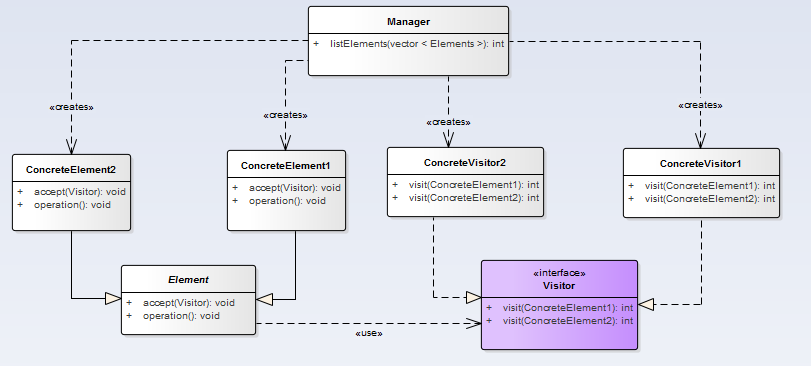 Manager
+ listElements(vector < Elements >): int
«creates»
«creates»
«creates»
«creates»
ConcreteElement2
+ accept(Visitor): void
+ operation(): void
ConcreteElement1
+ accept(Visitor): void
+ operation(): void
ConcreteVisitor2
+ visit(ConcreteElement1): int
+ visit(ConcreteElement2): int
ConcreteVisitor1
+ visit(ConcreteElement1): int
+ visit(ConcreteElement2): int
Element
+ accept(Visitor): void
+ operation(): void
«use»
«interface»
Visitor
+ visit(ConcreteElement1): int
+ visit(ConcreteElement2): int